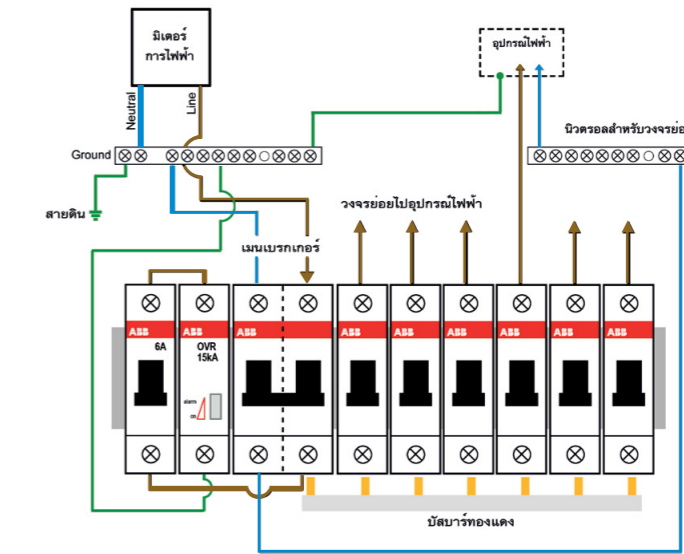 มิเตอร์
การไฟฟ้า
อุปกรณ์ไฟฟ้า
Neutral
Line
นิวตรอลสำหรับวงจรย่อ
Ground
สายดิน
วงจรย่อยไปอุปกรณ์ไฟฟ้า
เมนเบรกเกอร์
ABB
ABB
ABB
ABB
ABB
ABB
ABB
ABB
ABB
6A
OVR
15kA
alarm
on
บัสบาร์ทองแดง